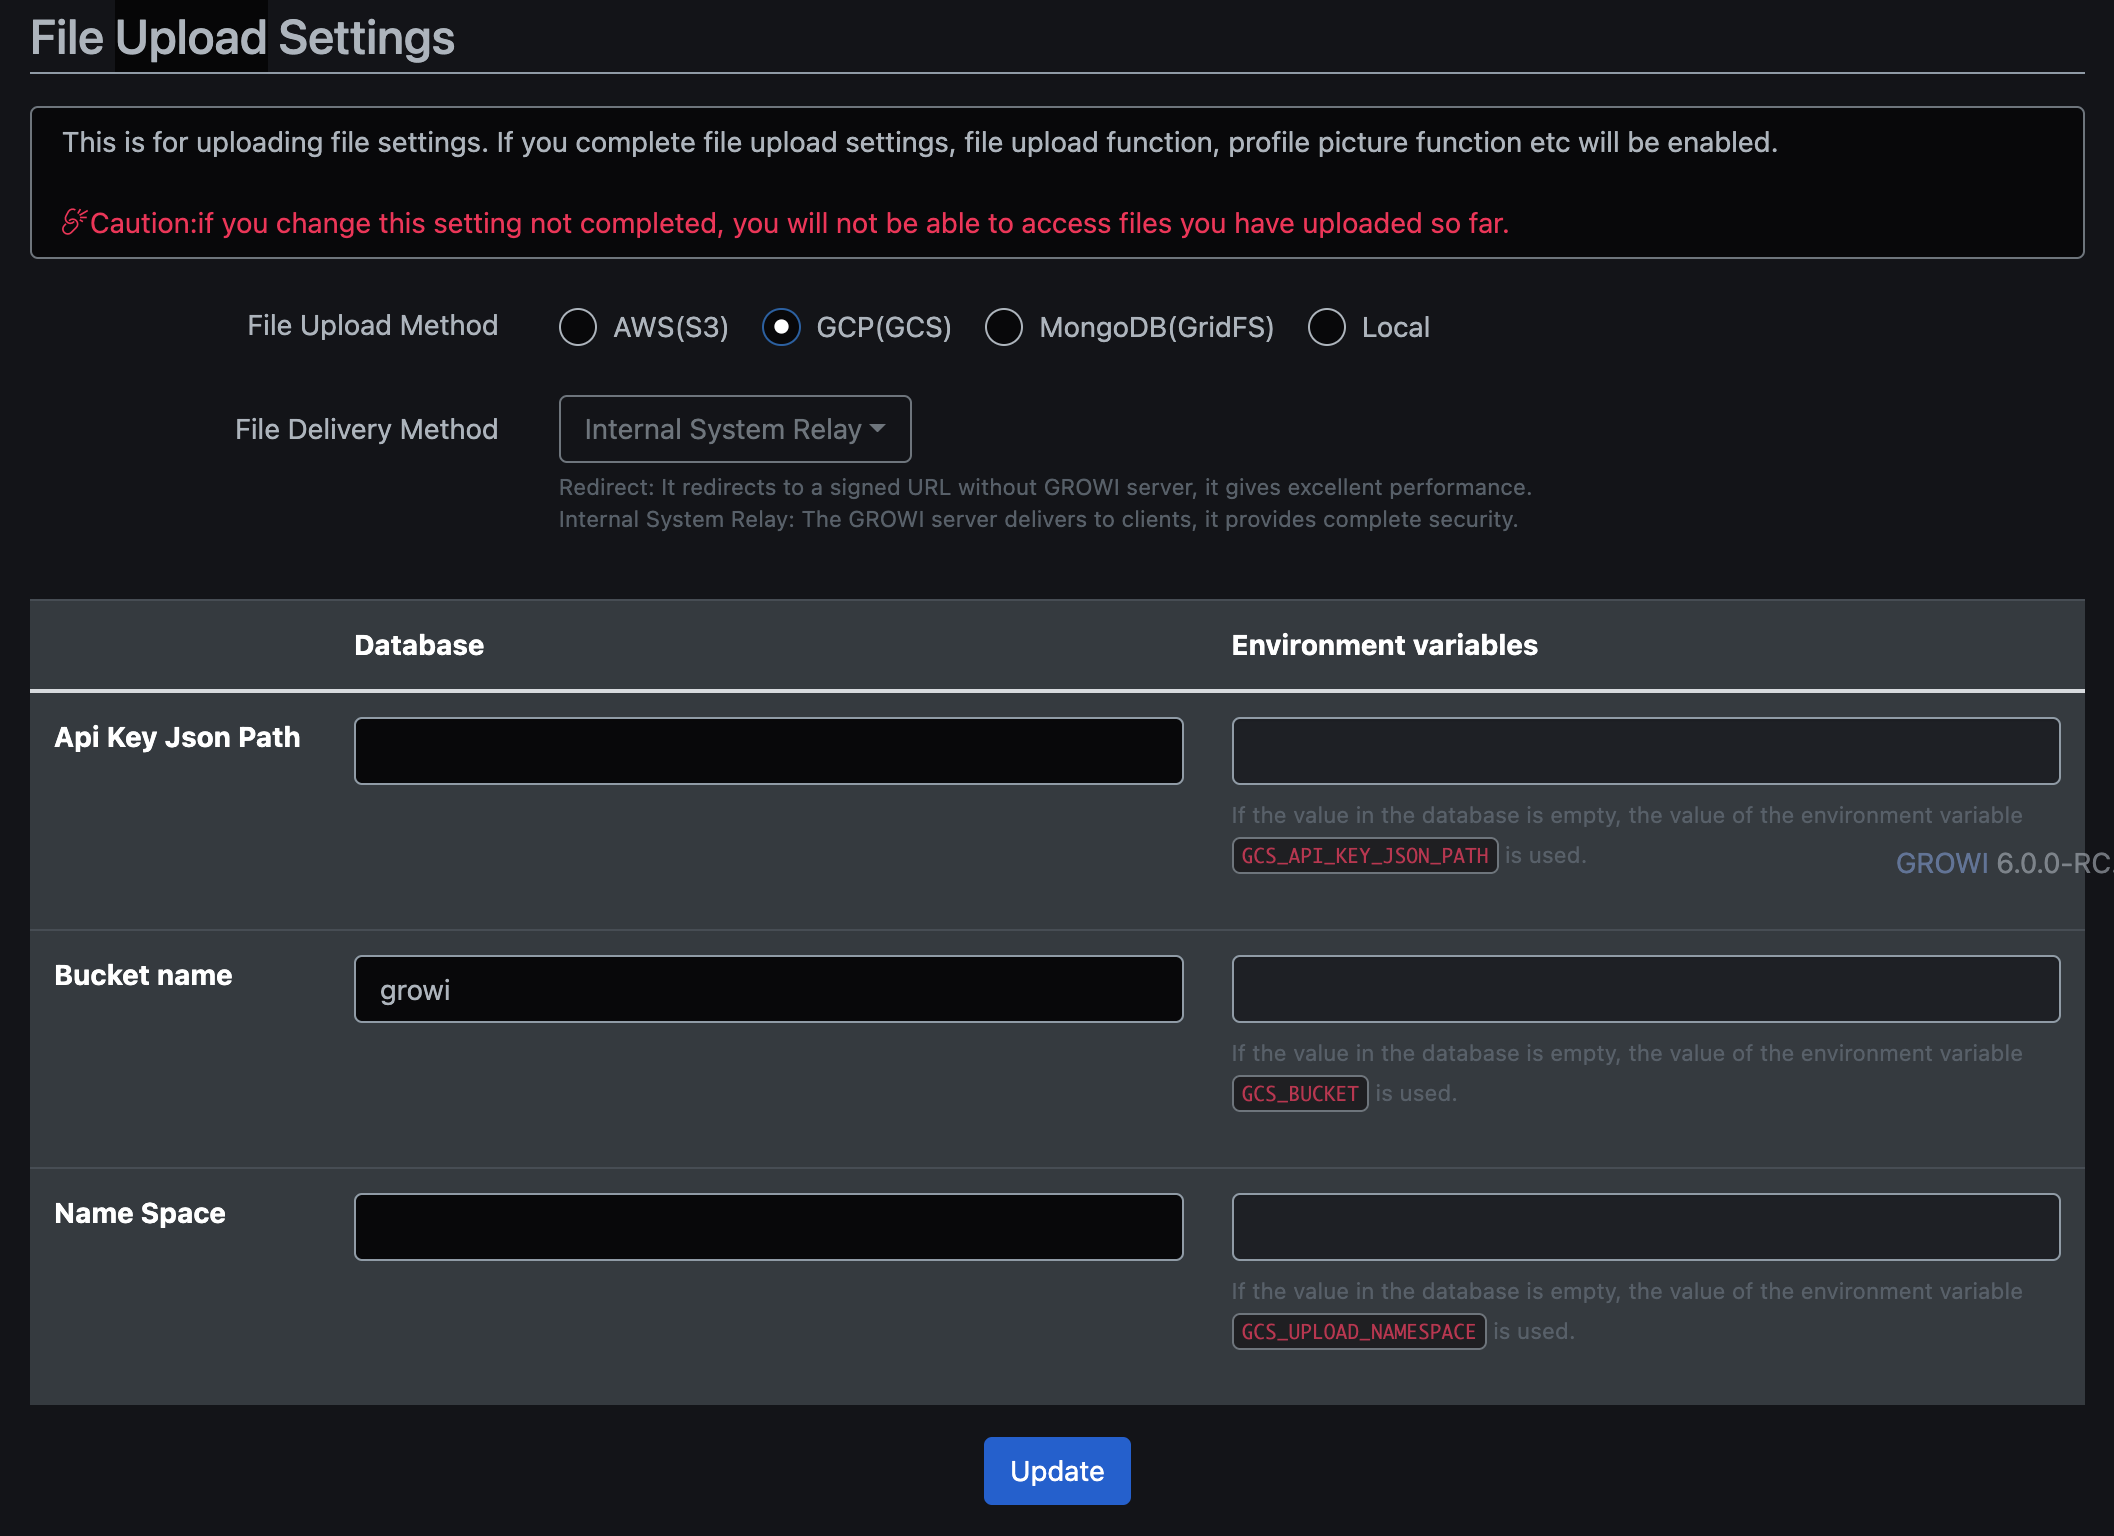 File Upload Settings
This is for uploading file settings. If you complete file upload settings, file upload function, profile picture function etc will be enabled.
Caution:if you change this setting not completed, you will not be able to access files you have uploaded so far.
File Upload Method AWS(S3) GCP(GCS) MongoDB(GridFS) Local
File Delivery Method Internal System Relay
Redirect: It redirects to a signed URL without GROWI server, it gives excellent performance.
Internal System Relay: The GROWI server delivers to clients, it provides complete security.
Database Environment variables
Api Key Json Path
If the value in the database is empty, the value of the environment variable
GCS_API_KEY_JSON_PATH is used.
GROWI 6.0.0-RC.
Bucket name growi
If the value in the database is empty, the value of the environment variable
GCS_BUCKET is used.
Name Space
If the value in the database is empty, the value of the environment variable
GCS_UPLOAD_NAMESPACE is used.
Update